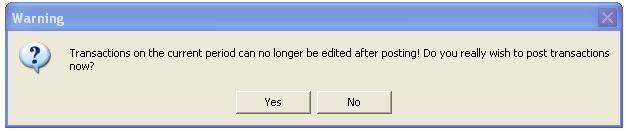 Warning
Transactions on the current period can no longer be edited after posting! Do you really wish to post transactions
now?
Yes
No